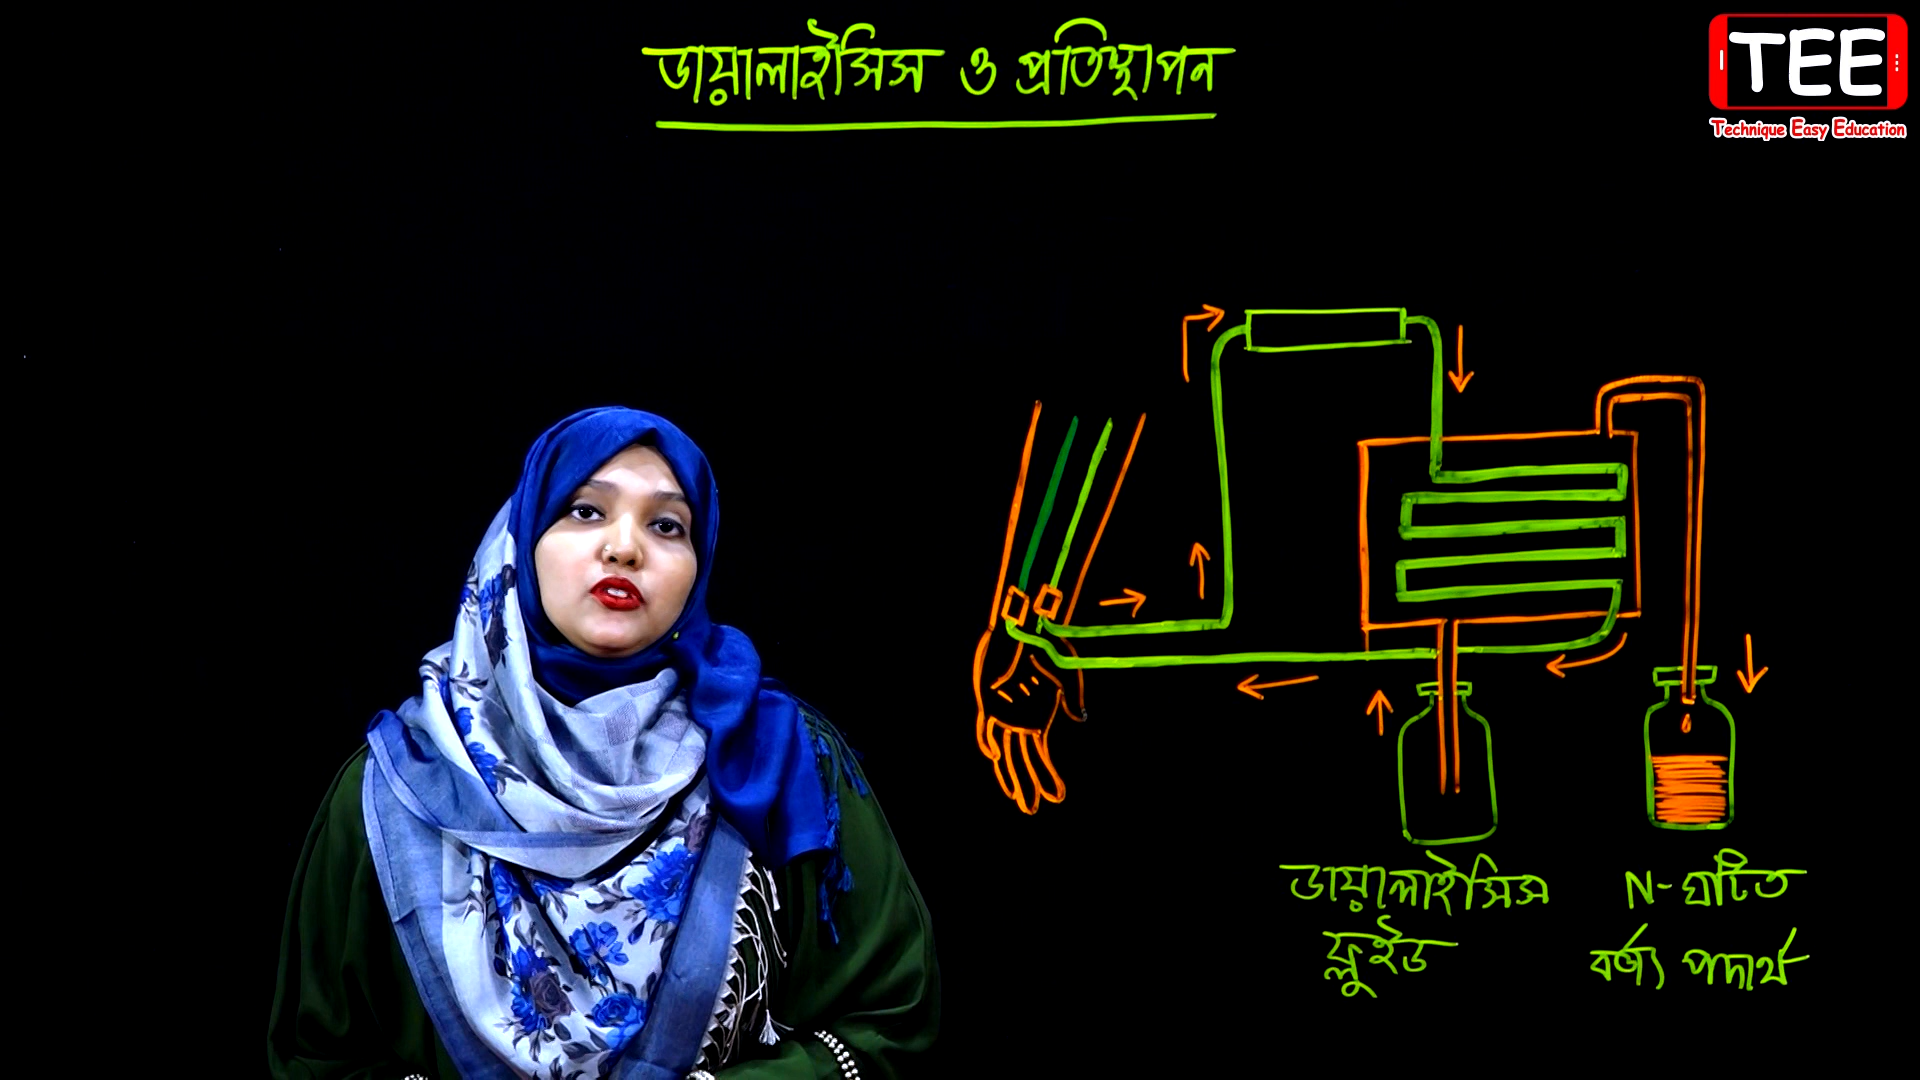 ডায়ালাইসিস ও প্রতিস্থাপন
TEE
Technique Easy Education
ডায়ালাইসিস
ফ্লুইড
N-ঘটিত
বর্জ্য পদার্থ